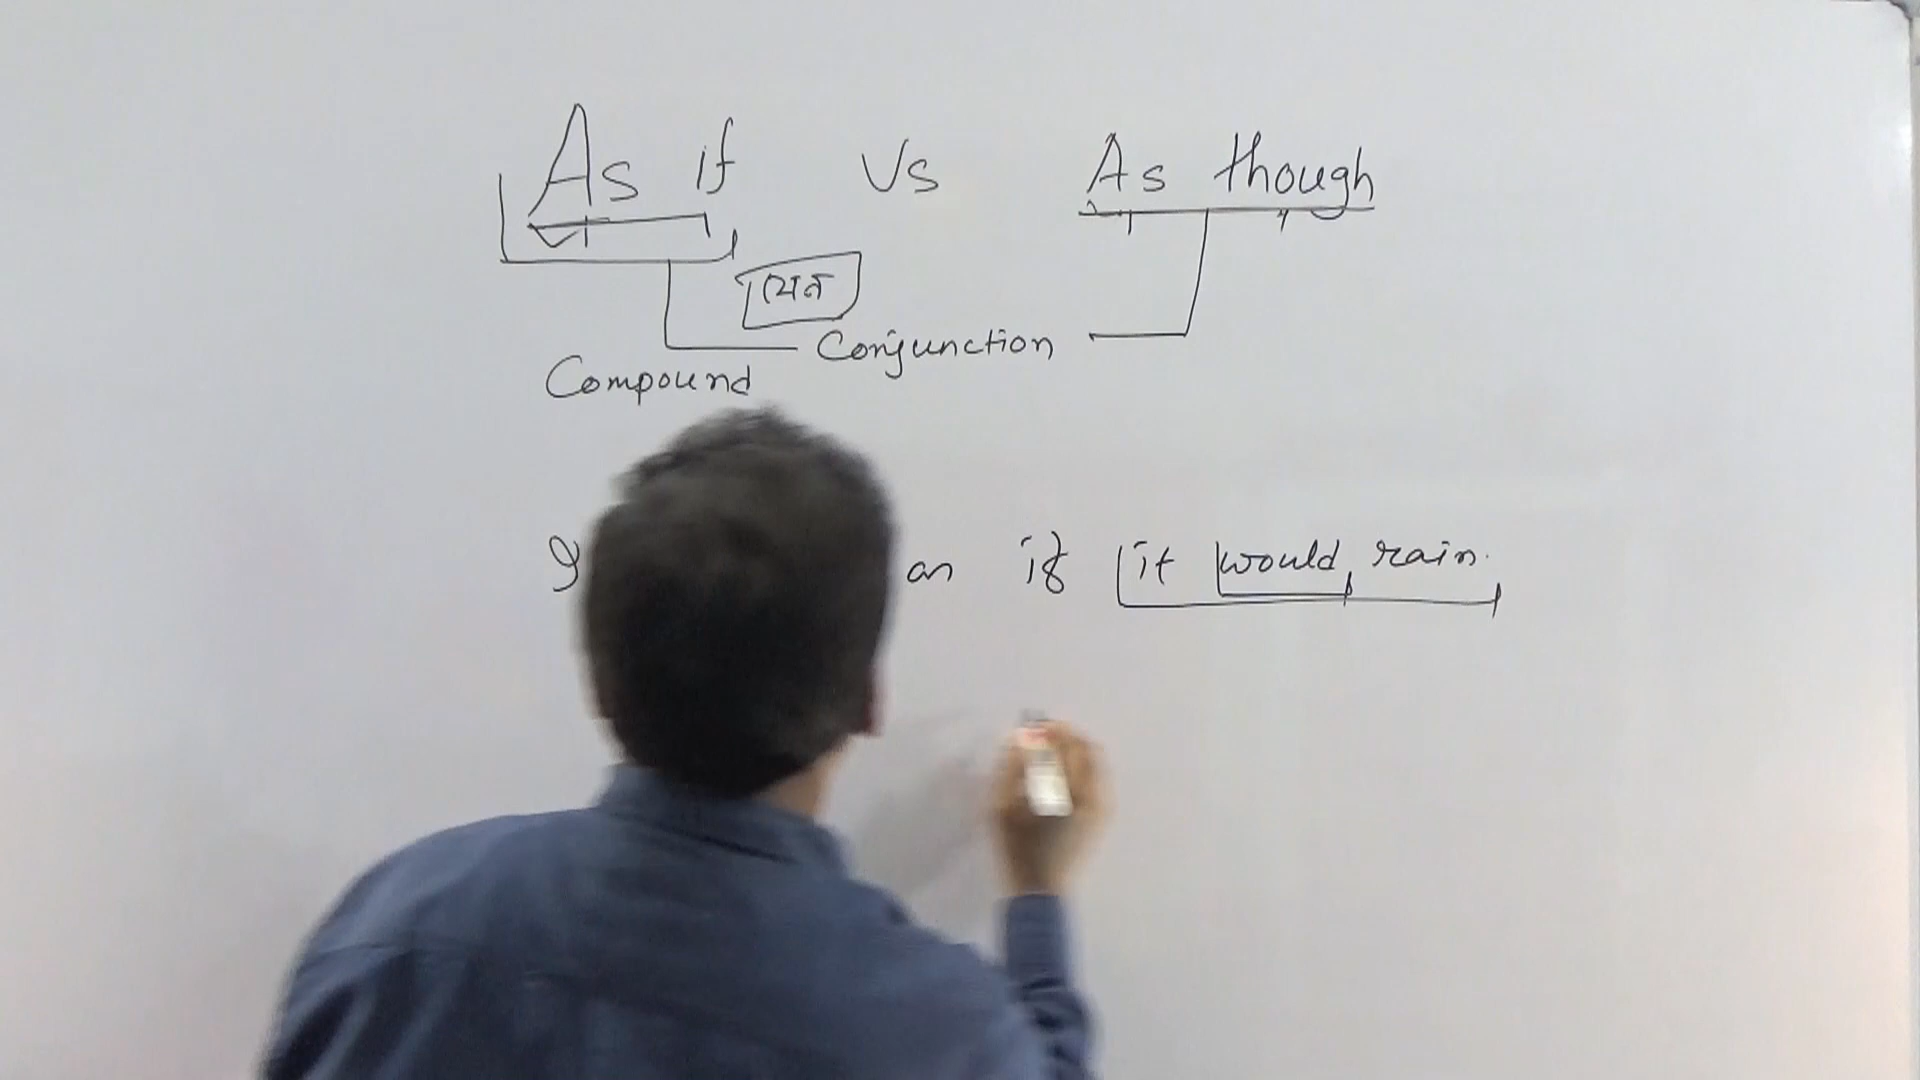 As if Vs As though
যেন
Conjunction
Compound
as if it would rain.